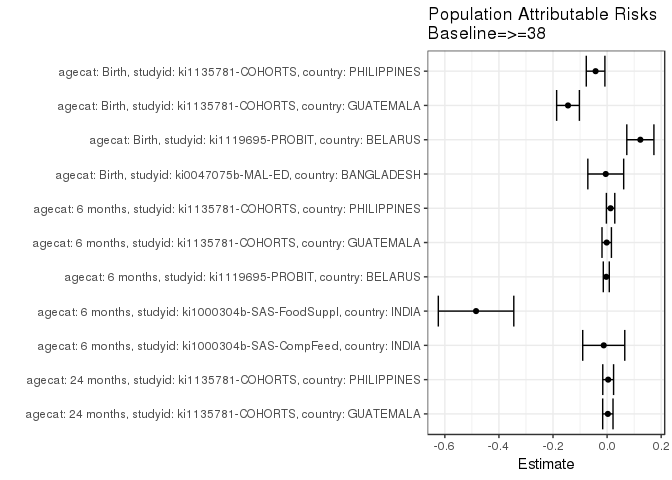 Population Attributable Risks
Baseline=>=38
agecat: Birth, studyid: ki1135781-COHORTS, country: PHILIPPINES
agecat: Birth, studyid: ki1135781-COHORTS, country: GUATEMALA
agecat: Birth, studyid: ki1119695-PROBIT, country: BELARUS
agecat: Birth, studyid: ki0047075b-MAL-ED, country: BANGLADESH
agecat: 6 months, studyid: ki1135781-COHORTS, country: PHILIPPINES
agecat: 6 months, studyid: ki1135781-COHORTS, country: GUATEMALA
agecat: 6 months, studyid: ki1119695-PROBIT, country: BELARUS
agecat: 6 months, studyid: ki1000304b-SAS-FoodSuppl, country: INDIA
agecat: 6 months, studyid: ki1000304b-SAS-CompFeed, country: INDIA
agecat: 24 months, studyid: ki1135781-COHORTS, country: PHILIPPINES
agecat: 24 months, studyid: ki1135781-COHORTS, country: GUATEMALA
-0.6 -0.4 -0.2 0.0 0.2
Estimate